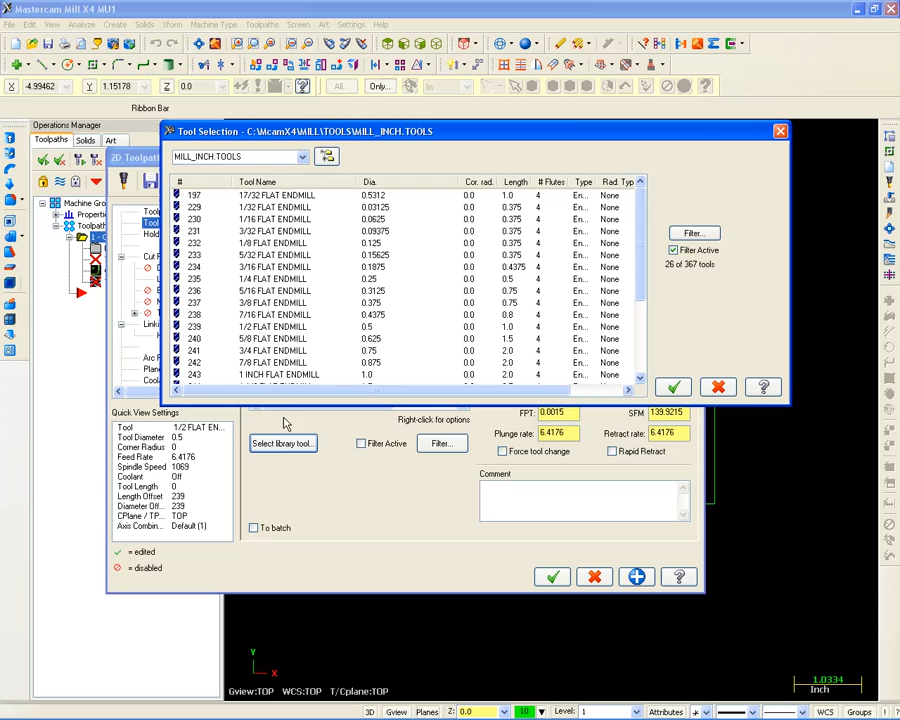 Mastercam Mill X4 MU1
File Edit View Analyze Create Solids Xform Machine Type Toolpaths Screen Art Settings Help
X -4.99462 Y 1.15178 Z 0.0 All... Only... In
Ribbon Bar
Operations Manager
Toolpaths Solids Art
Tool Selection - C:\McamX4\MILL\TOOLS\MILL_INCH.TOOLS
MILL_INCH.TOOLS
# Tool Name Dia. Cor. rad. Length # Flutes Type Rad. Typ
197 17/32 FLAT ENDMILL 0.5312 0.0 1.0 4 En... None
229 1/32 FLAT ENDMILL 0.03125 0.0 0.375 4 En... None
230 1/16 FLAT ENDMILL 0.0625 0.0 0.375 4 En... None
231 3/32 FLAT ENDMILL 0.09375 0.0 0.375 4 En... None
232 1/8 FLAT ENDMILL 0.125 0.0 0.375 4 En... None
233 5/32 FLAT ENDMILL 0.15625 0.0 0.375 4 En... None
234 3/16 FLAT ENDMILL 0.1875 0.0 0.4375 4 En... None
235 1/4 FLAT ENDMILL 0.25 0.0 0.5 4 En... None
236 5/16 FLAT ENDMILL 0.3125 0.0 0.75 4 En... None
237 3/8 FLAT ENDMILL 0.375 0.0 0.75 4 En... None
238 7/16 FLAT ENDMILL 0.4375 0.0 0.8 4 En... None
239 1/2 FLAT ENDMILL 0.5 0.0 1.0 4 En... None
240 5/8 FLAT ENDMILL 0.625 0.0 1.5 4 En... None
241 3/4 FLAT ENDMILL 0.75 0.0 2.0 4 En... None
242 7/8 FLAT ENDMILL 0.875 0.0 2.0 4 En... None
243 1 INCH FLAT ENDMILL 1.0 0.0 2.0 4 En... None
Filter...
Filter Active
26 of 367 tools
Machine Grou
Properti
Toolpath
1 - C
2D Toolpath
Toolp
Tool
Hold
Cut P
Linki
H
Arc F
Plane
Coola
Quick View Settings
Tool 1/2 FLAT EN...
Tool Diameter 0.5
Corner Radius 0
Feed Rate 6.4176
Spindle Speed 1069
Coolant Off
Tool Length 0
Length Offset 239
Diameter Off... 239
CPlane / TP... TOP
Axis Combin... Default (1)
= edited
= disabled
Right-click for options
Select library tool...
Filter Active
Filter...
To batch
FPT: 0.0015 SFM 139.9215
Plunge rate: 6.4176 Retract rate: 6.4176
Force tool change Rapid Retract
Comment
Y
X
Gview:TOP WCS:TOP T/Cplane:TOP
1.0334
Inch
3D Gview Planes Z: 0.0 10 Level: 1 Attributes WCS Groups